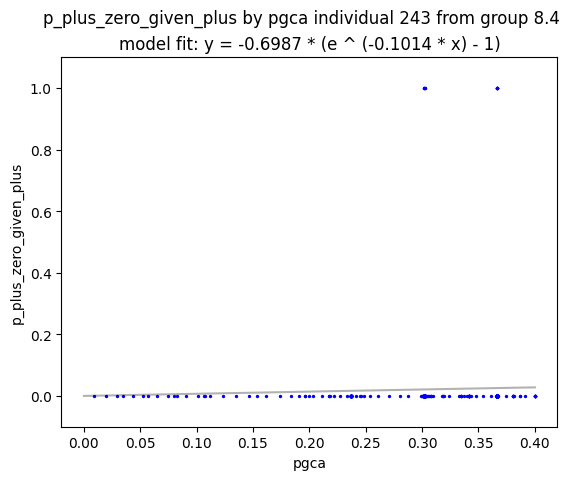 p_plus_zero_given_plus by pgca individual 243 from group 8.4
model fit: y = -0.6987 * (e ^ (-0.1014 * x) - 1)
1.0
0.8
0.6
0.4
0.2
0.0
p_plus_zero_given_plus
0.00 0.05 0.10 0.15 0.20 0.25 0.30 0.35 0.40
pgca